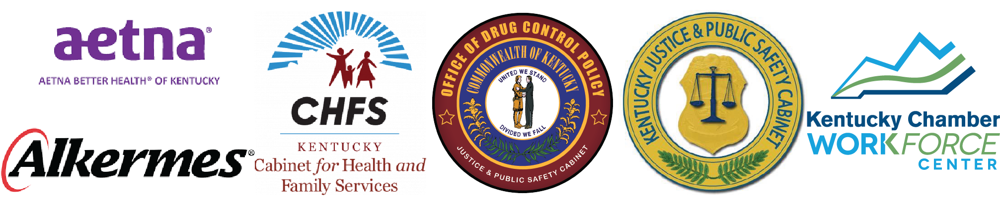 aetna®
AETNA BETTER HEALTH® OF KENTUCKY
Alkermes®
CHFS
KENTUCKY
Cabinet for Health and
Family Services
OFFICE OF DRUG CONTROL POLICY
COMMONWEALTH OF KENTUCKY
UNITED WE STAND
DIVIDED WE FALL
JUSTICE & PUBLIC SAFETY CABINET
KENTUCKY JUSTICE & PUBLIC SAFETY CABINET
Kentucky Chamber
WORKFORCE
CENTER